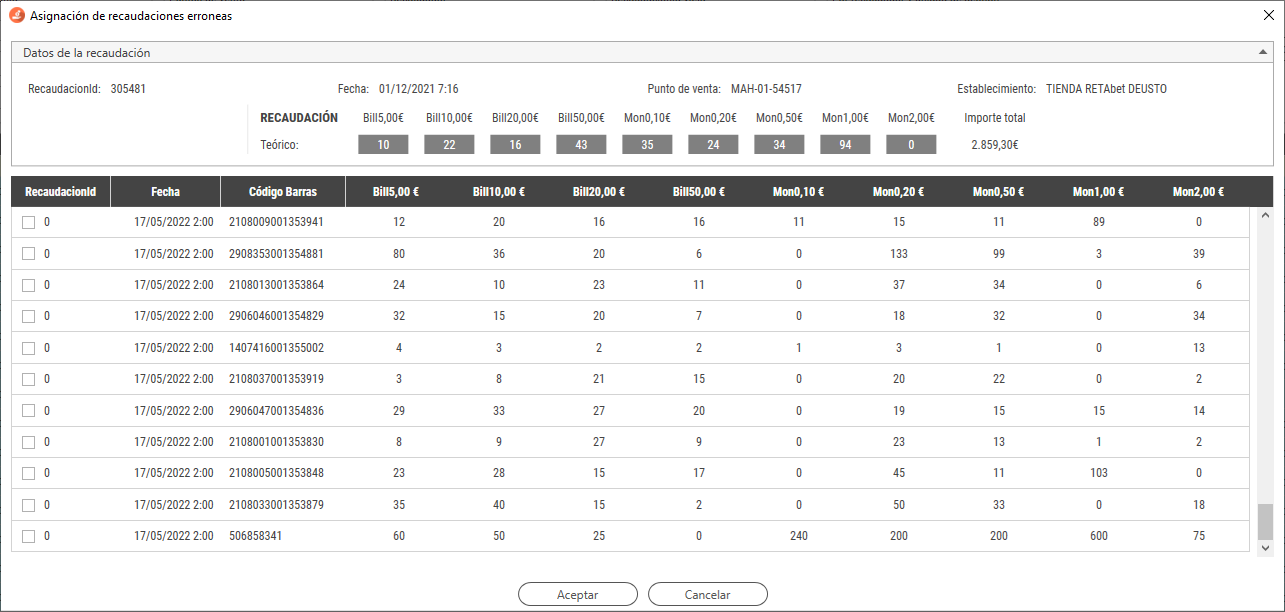 Asignación de recaudaciones erroneas
Datos de la recaudación
RecaudacionId: 305481 Fecha: 01/12/2021 7:16 Punto de venta: MAH-01-54517 Establecimiento: TIENDA RETAbet DEUSTO
RECAUDACIÓN Bill5,00€ Bill10,00€ Bill20,00€ Bill50,00€ Mon0,10€ Mon0,20€ Mon0,50€ Mon1,00€ Mon2,00€ Importe total
Teórico: 10 22 16 43 35 24 34 94 0 2.859,30€
RecaudacionId Fecha Código Barras Bill5,00 € Bill10,00 € Bill20,00 € Bill50,00 € Mon0,10 € Mon0,20 € Mon0,50 € Mon1,00 € Mon2,00 €
0 17/05/2022 2:00 2108009001353941 12 20 16 16 11 15 11 89 0
0 17/05/2022 2:00 2908353001354881 80 36 20 6 0 133 99 3 39
0 17/05/2022 2:00 2108013001353864 24 10 23 11 0 37 34 0 6
0 17/05/2022 2:00 2906046001354829 32 15 20 7 0 18 32 0 34
0 17/05/2022 2:00 1407416001355002 4 3 2 2 1 3 1 0 13
0 17/05/2022 2:00 2108037001353919 3 8 21 15 0 20 22 0 2
0 17/05/2022 2:00 2906047001354836 29 33 27 20 0 19 15 15 14
0 17/05/2022 2:00 2108001001353830 8 9 27 9 0 23 13 1 2
0 17/05/2022 2:00 2108005001353848 23 28 15 17 0 45 11 103 0
0 17/05/2022 2:00 2108033001353879 35 40 15 2 0 50 33 0 18
0 17/05/2022 2:00 506858341 60 50 25 0 240 200 200 600 75
Aceptar Cancelar